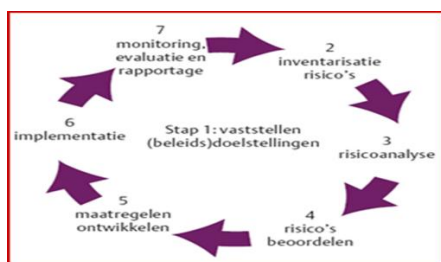 7
monitoring,
evaluatie en
rapportage
2
inventarisatie
risico's
3
risicoanalyse
4
risico's
beoordelen
5
maatregelen
ontwikkelen
6
implementatie
Stap 1: vaststellen
(beleids)doelstellingen